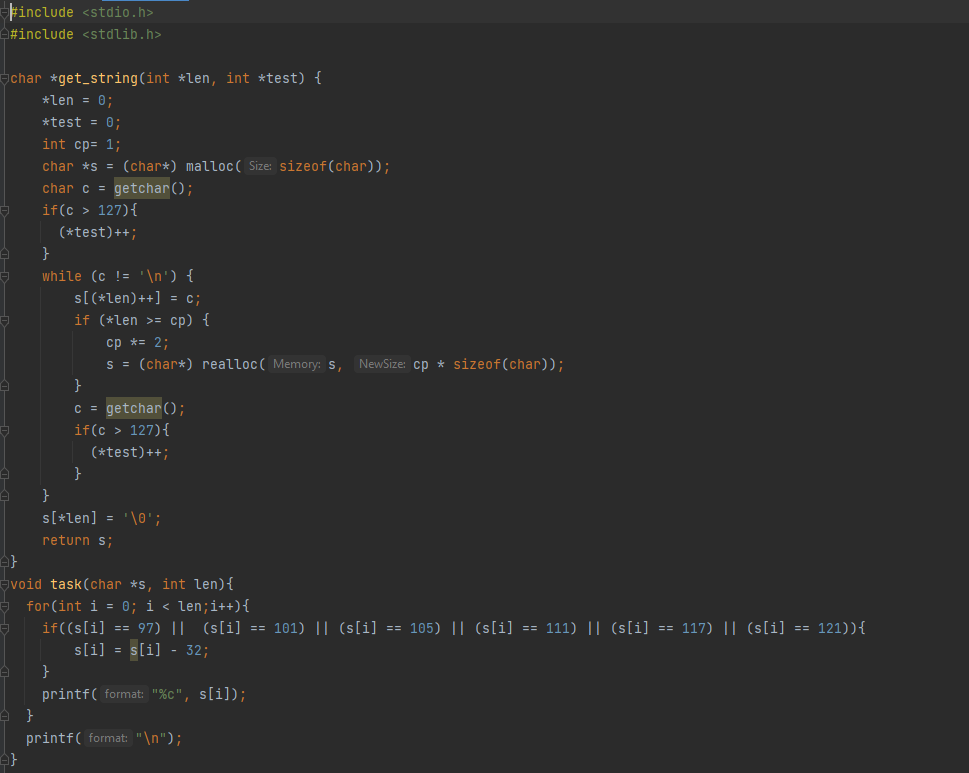 #include <stdio.h>
#include <stdlib.h>
char *get_string(int *len, int *test) {
*len = 0;
*test = 0;
int cp= 1;
char *s = (char*) malloc( Size: sizeof(char));
char c = getchar();
if(c > 127){
(*test)++;
}
while (c != '\n') {
s[(*len)++] = c;
if (*len >= cp) {
cp *= 2;
s = (char*) realloc( Memory: s, NewSize: cp * sizeof(char));
}
c = getchar();
if(c > 127){
(*test)++;
}
}
s[*len] = '\0';
return s;
}
void task(char *s, int len){
for(int i = 0; i < len;i++){
if((s[i] == 97) || (s[i] == 101) || (s[i] == 105) || (s[i] == 111) || (s[i] == 117) || (s[i] == 121)){
s[i] = s[i] - 32;
}
printf( format: "%c", s[i]);
}
printf( format: "\n");
}